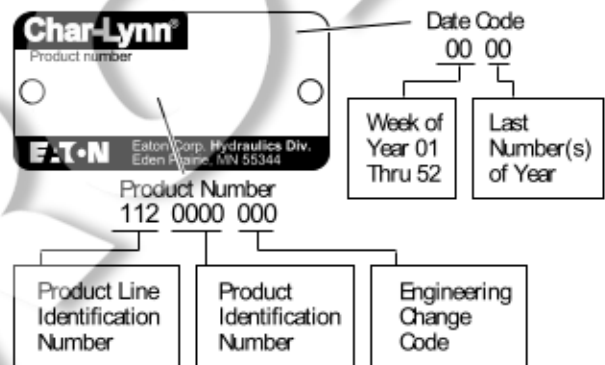 Char-Lynn®
Product number
EATON Eaton Corp. Hydraulics Div.
Eden Prairie, MN 55344
Date Code
00 00
Week of
Year 01
Thru 52
Last
Number(s)
of Year
Product Number
112 0000 000
Product Line
Identification
Number
Product
Identification
Number
Engineering
Change
Code